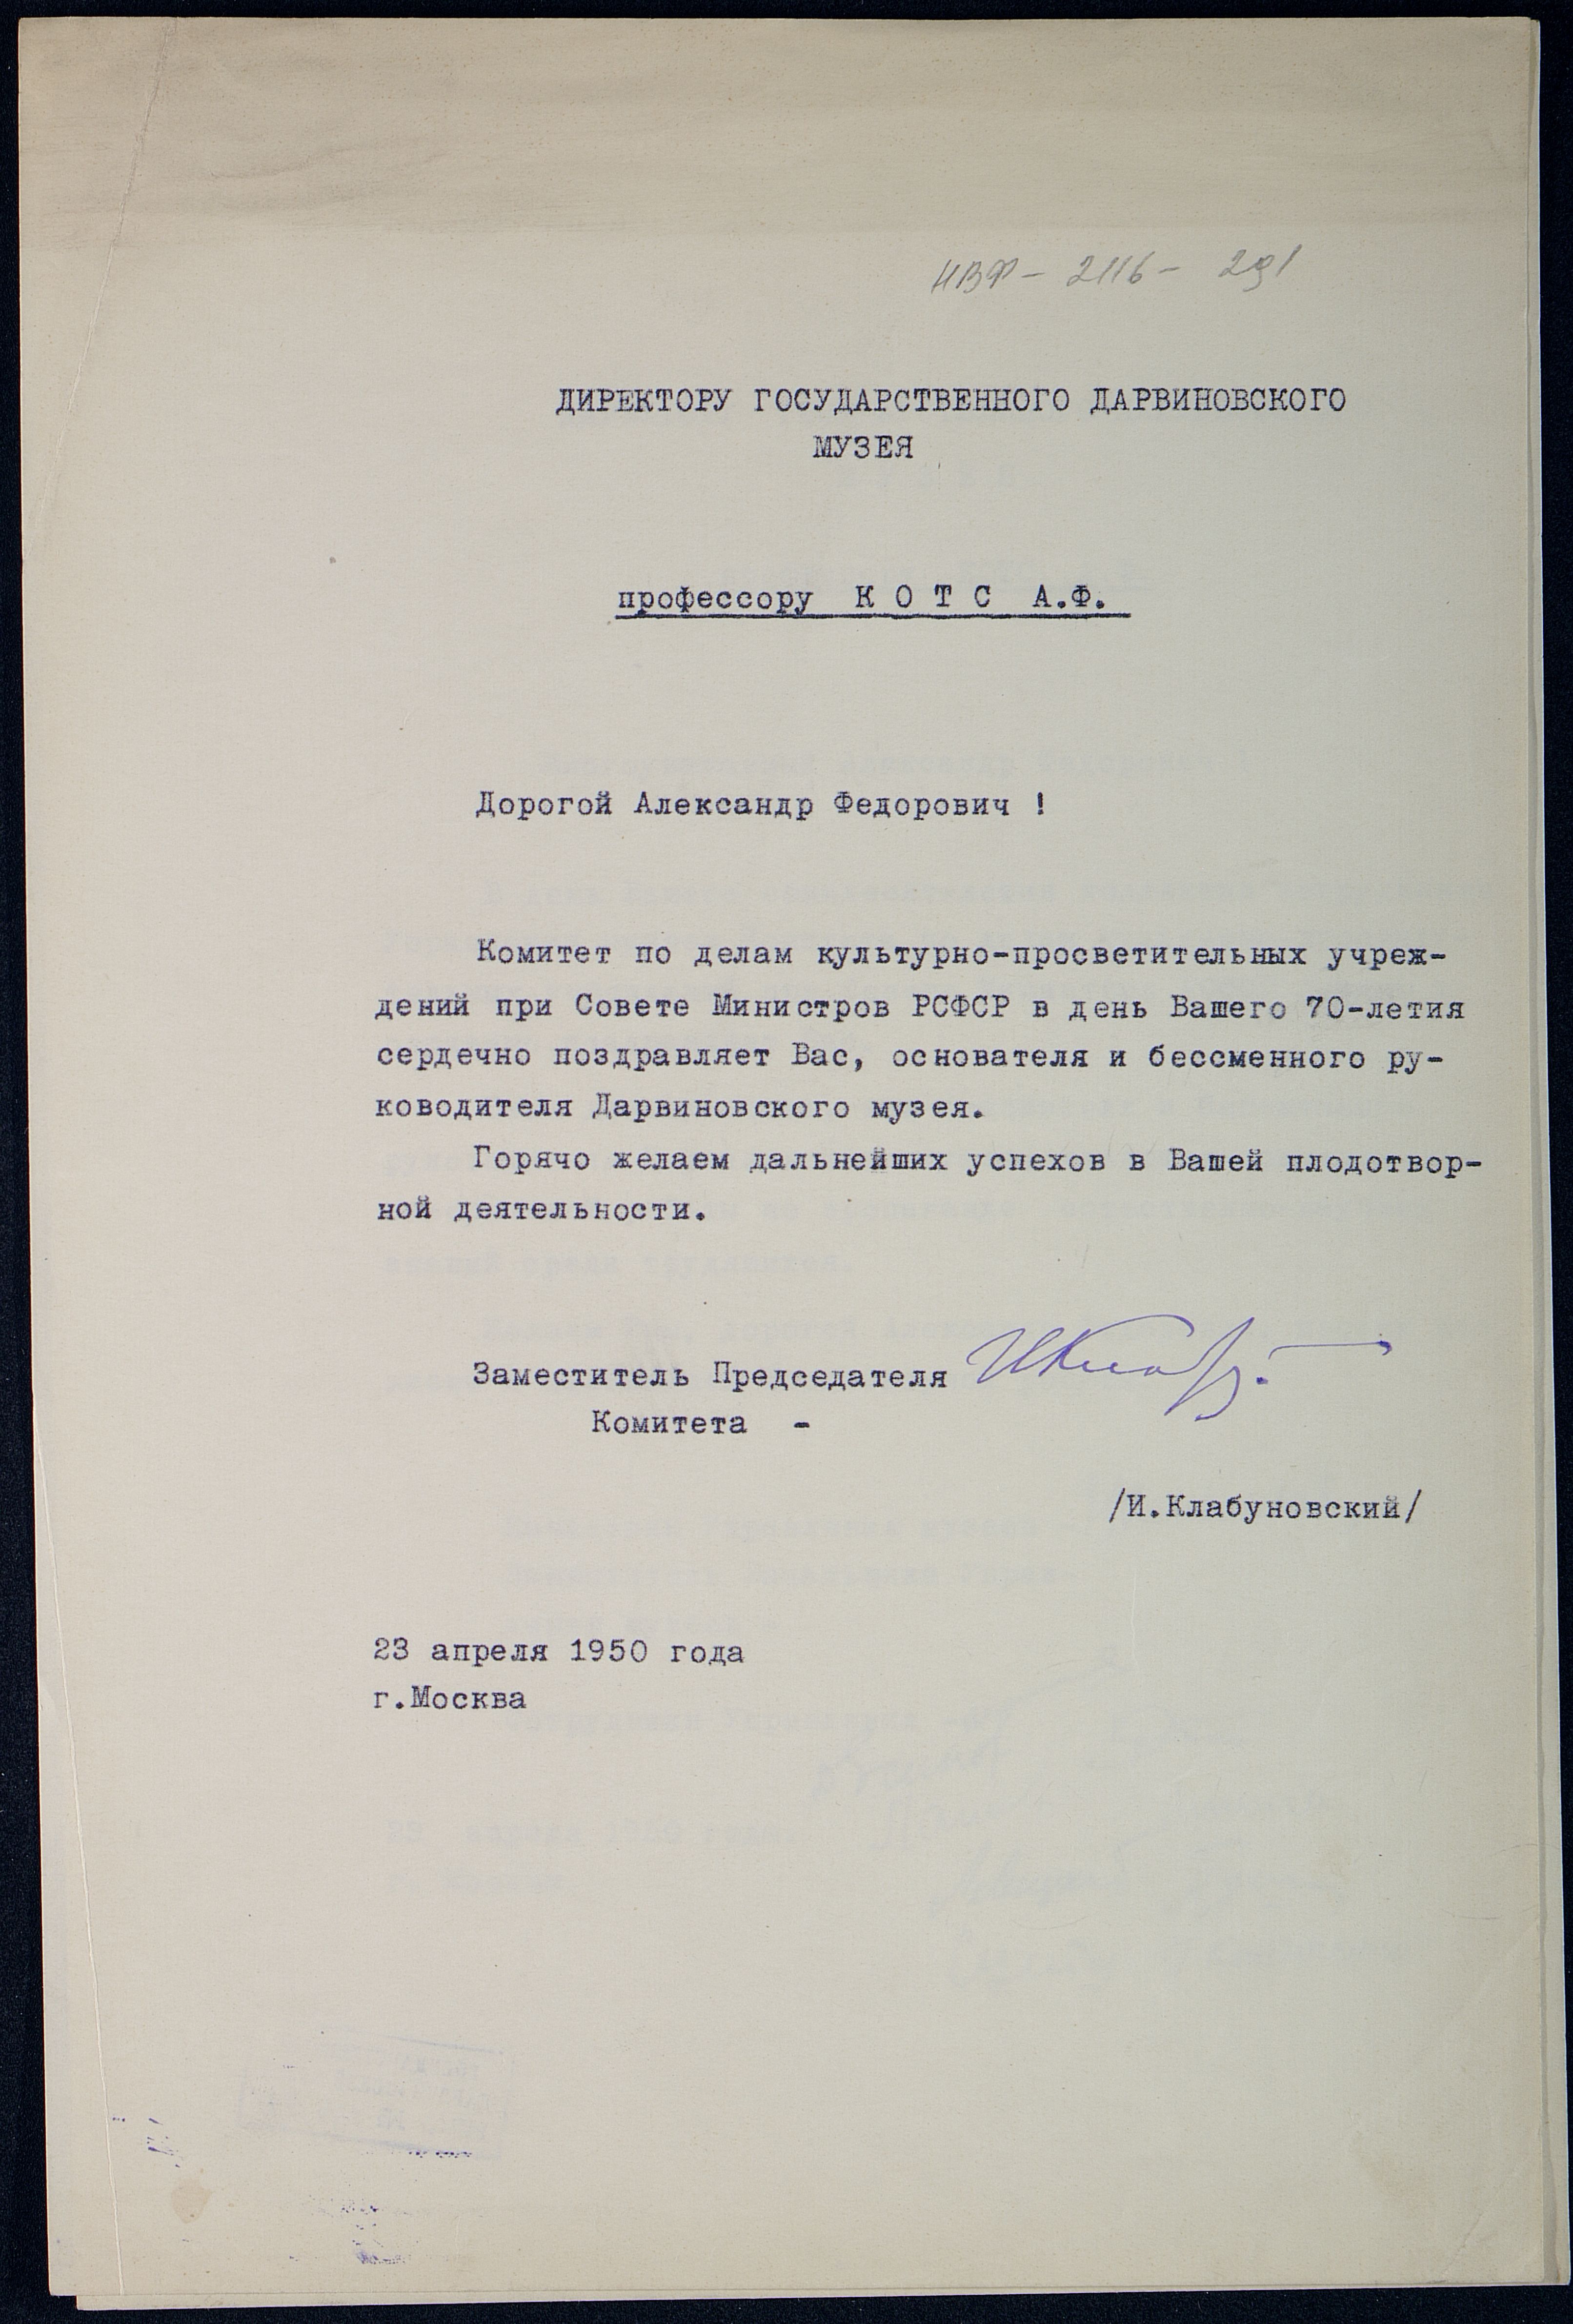 НВФ - 2116 - 291
ДИРЕКТОРУ ГОСУДАРСТВЕННОГО ДАРВИНОВСКОГО
МУЗЕЯ
профессору К О Т С А.Ф.
Дорогой Александр Федорович !
Комитет по делам культурно-просветительных учреж-
дений при Совете Министров РСФСР в день Вашего 70-летия
сердечно поздравляет Вас, основателя и бессменного ру-
ководителя Дарвиновского музея.
Горячо желаем дальнейших успехов в Вашей плодотвор-
ной деятельности.
Заместитель Председателя
Комитета -
/И.Клабуновский/
23 апреля 1950 года
г.Москва